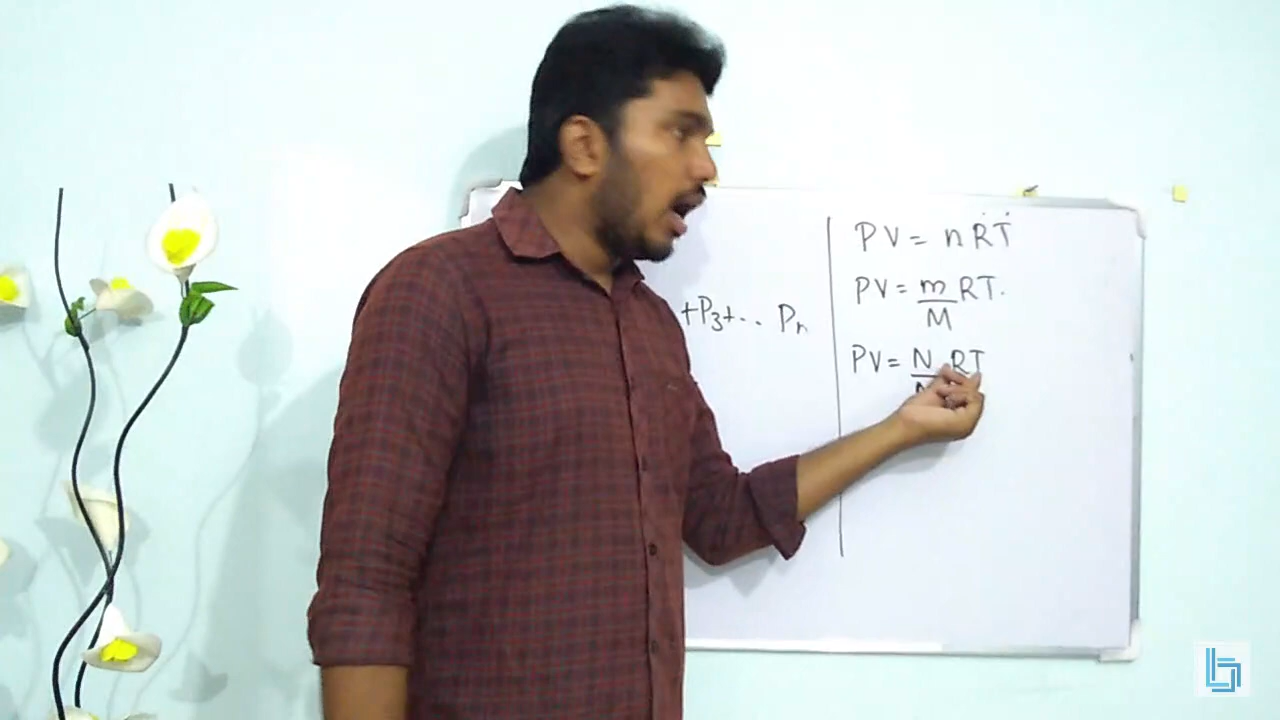 +P₃+... Pₙ
PV = nRT
PV = m/M RT.
PV = N/ RT